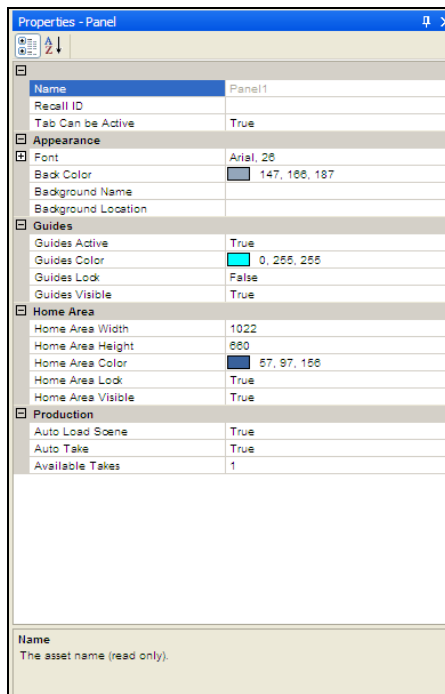 Properties - Panel
Name Panel1
Recall ID
Tab Can be Active True
Appearance
Font Arial, 26
Back Color 147, 166, 187
Background Name
Background Location
Guides
Guides Active True
Guides Color 0, 255, 255
Guides Lock False
Guides Visible True
Home Area
Home Area Width 1022
Home Area Height 660
Home Area Color 57, 97, 156
Home Area Lock True
Home Area Visible True
Production
Auto Load Scene True
Auto Take True
Available Takes 1
Name
The asset name (read only).